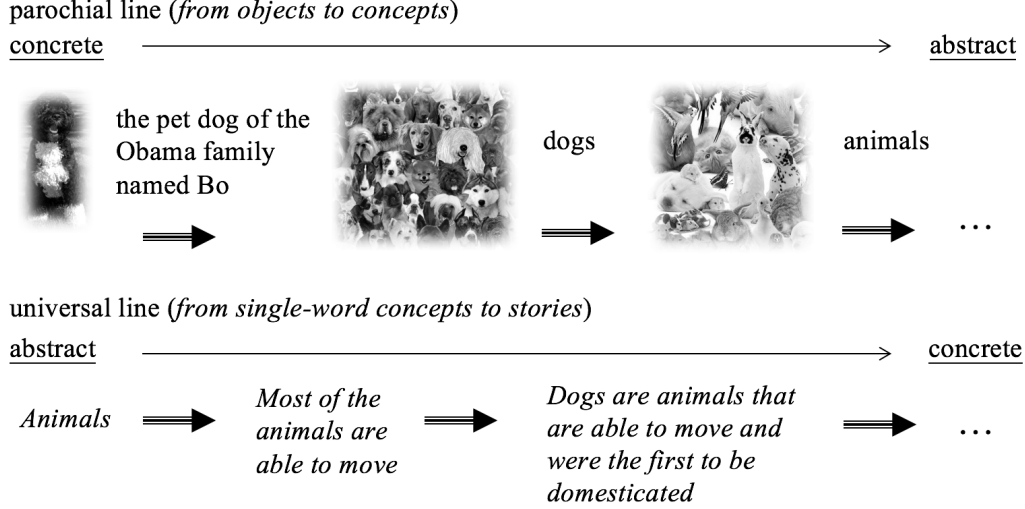 parochial line (from objects to concepts)
concrete abstract
the pet dog of the
Obama family
named Bo
dogs
animals
...
universal line (from single-word concepts to stories)
abstract concrete
Animals
Most of the
animals are
able to move
Dogs are animals that
are able to move and
were the first to be
domesticated
...